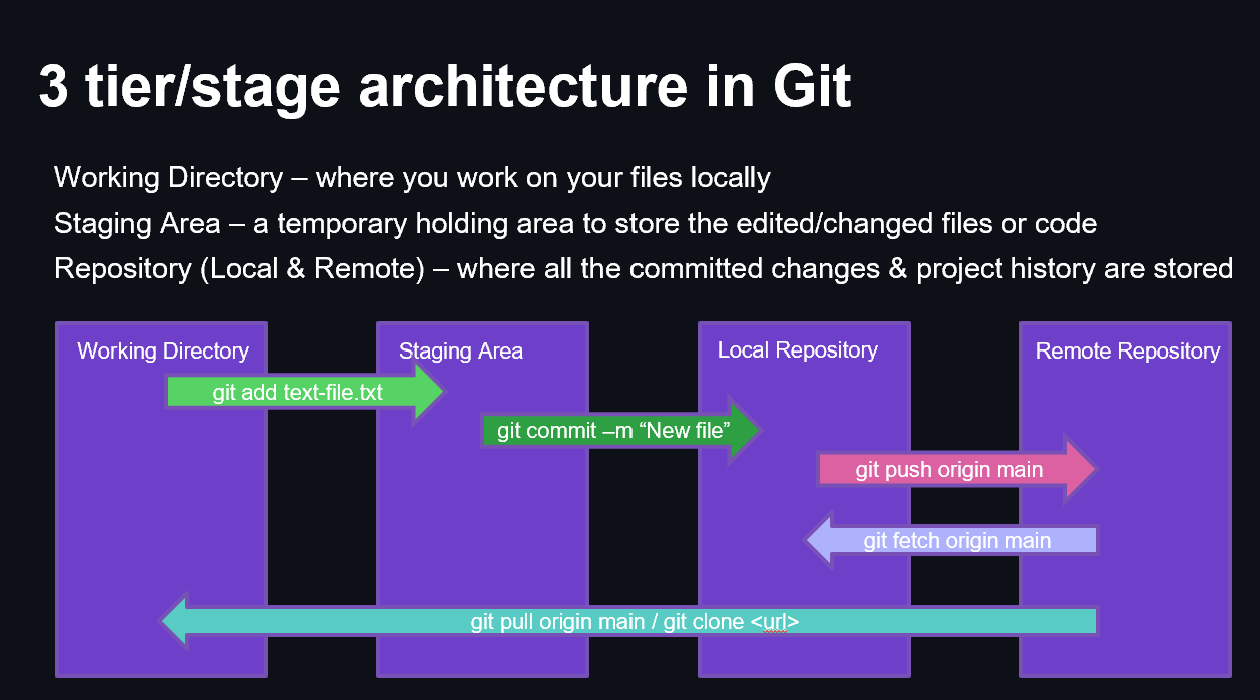 3 tier/stage architecture in Git
Working Directory – where you work on your files locally
Staging Area – a temporary holding area to store the edited/changed files or code
Repository (Local & Remote) – where all the committed changes & project history are stored
Working Directory
Staging Area
Local Repository
Remote Repository
git add text-file.txt
git commit –m “New file”
git push origin main
git fetch origin main
git pull origin main / git clone <url>